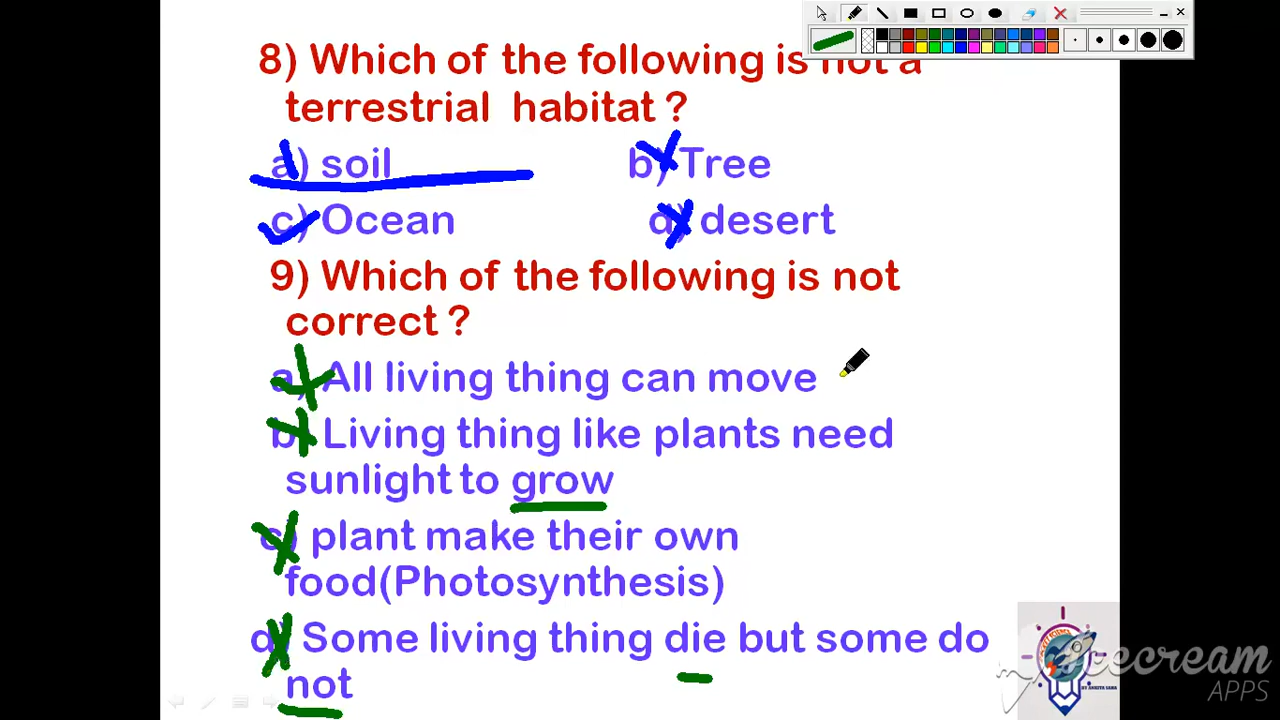 8) Which of the following is not a
terrestrial habitat ?
a) soil b) Tree
c) Ocean d) desert
9) Which of the following is not
correct ?
a) All living thing can move
b) Living thing like plants need
sunlight to grow
c) plant make their own
food(Photosynthesis)
d) Some living thing die but some do
not
APPS